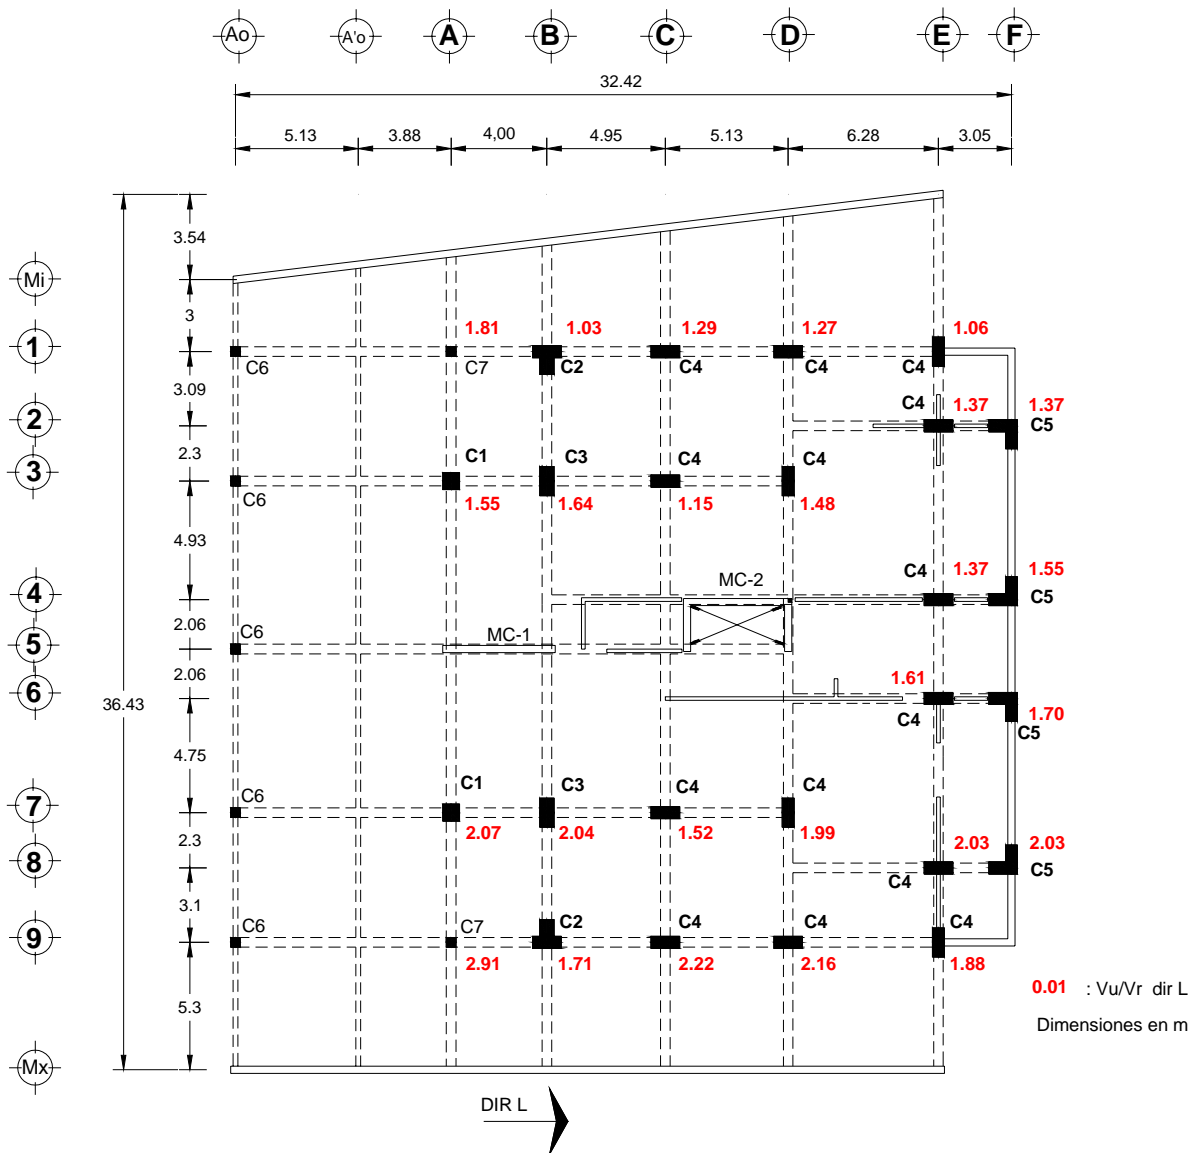 Ao A'o A B C D E F
32.42
5.13 3.88 4,00 4.95 5.13 6.28 3.05
3.54
Mi
3
1.81 1.03 1.29 1.27 1.06
1
C6 C7 C2 C4 C4 C4
3.09
C4 1.37 1.37
2
C5
2.3
C1 C3 C4 C4
3
C6 1.55 1.64 1.15 1.48
4.93
C4 1.37 1.55
MC-2
4
C5
2.06
C6 MC-1
5
2.06
1.61
6
36.43
C4 1.70
C5
4.75
C1 C3 C4 C4
C6
7
2.07 2.04 1.52 1.99
2.3
2.03 2.03
8
C4 C5
3.1
C6 C7 C2 C4 C4 C4
9
2.91 1.71 2.22 2.16 1.88
0.01 : Vu/Vr dir L
5.3
Dimensiones en m
Mx
DIR L